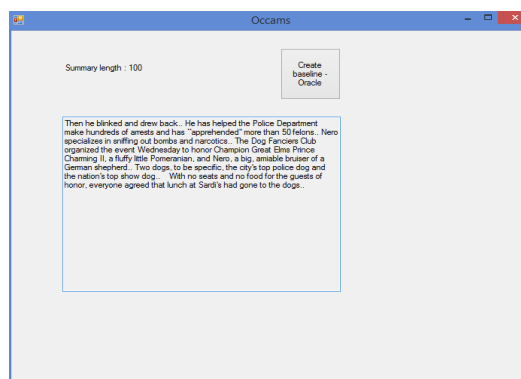 Occams
Summary length : 100
Create
baseline -
Oracle
Then he blinked and drew back.. He has helped the Police Department
make hundreds of arrests and has ``apprehended'' more than 50 felons.. Nero
specializes in sniffing out bombs and narcotics.. The Dog Fanciers Club
organized the event Wednesday to honor Champion Great Elms Prince
Charming II, a fluffy little Pomeranian, and Nero, a big, amiable bruiser of a
German shepherd.. Two dogs, to be specific, the city's top police dog and
the nation's top show dog.. With no seats and no food for the guests of
honor, everyone agreed that lunch at Sardi's had gone to the dogs..